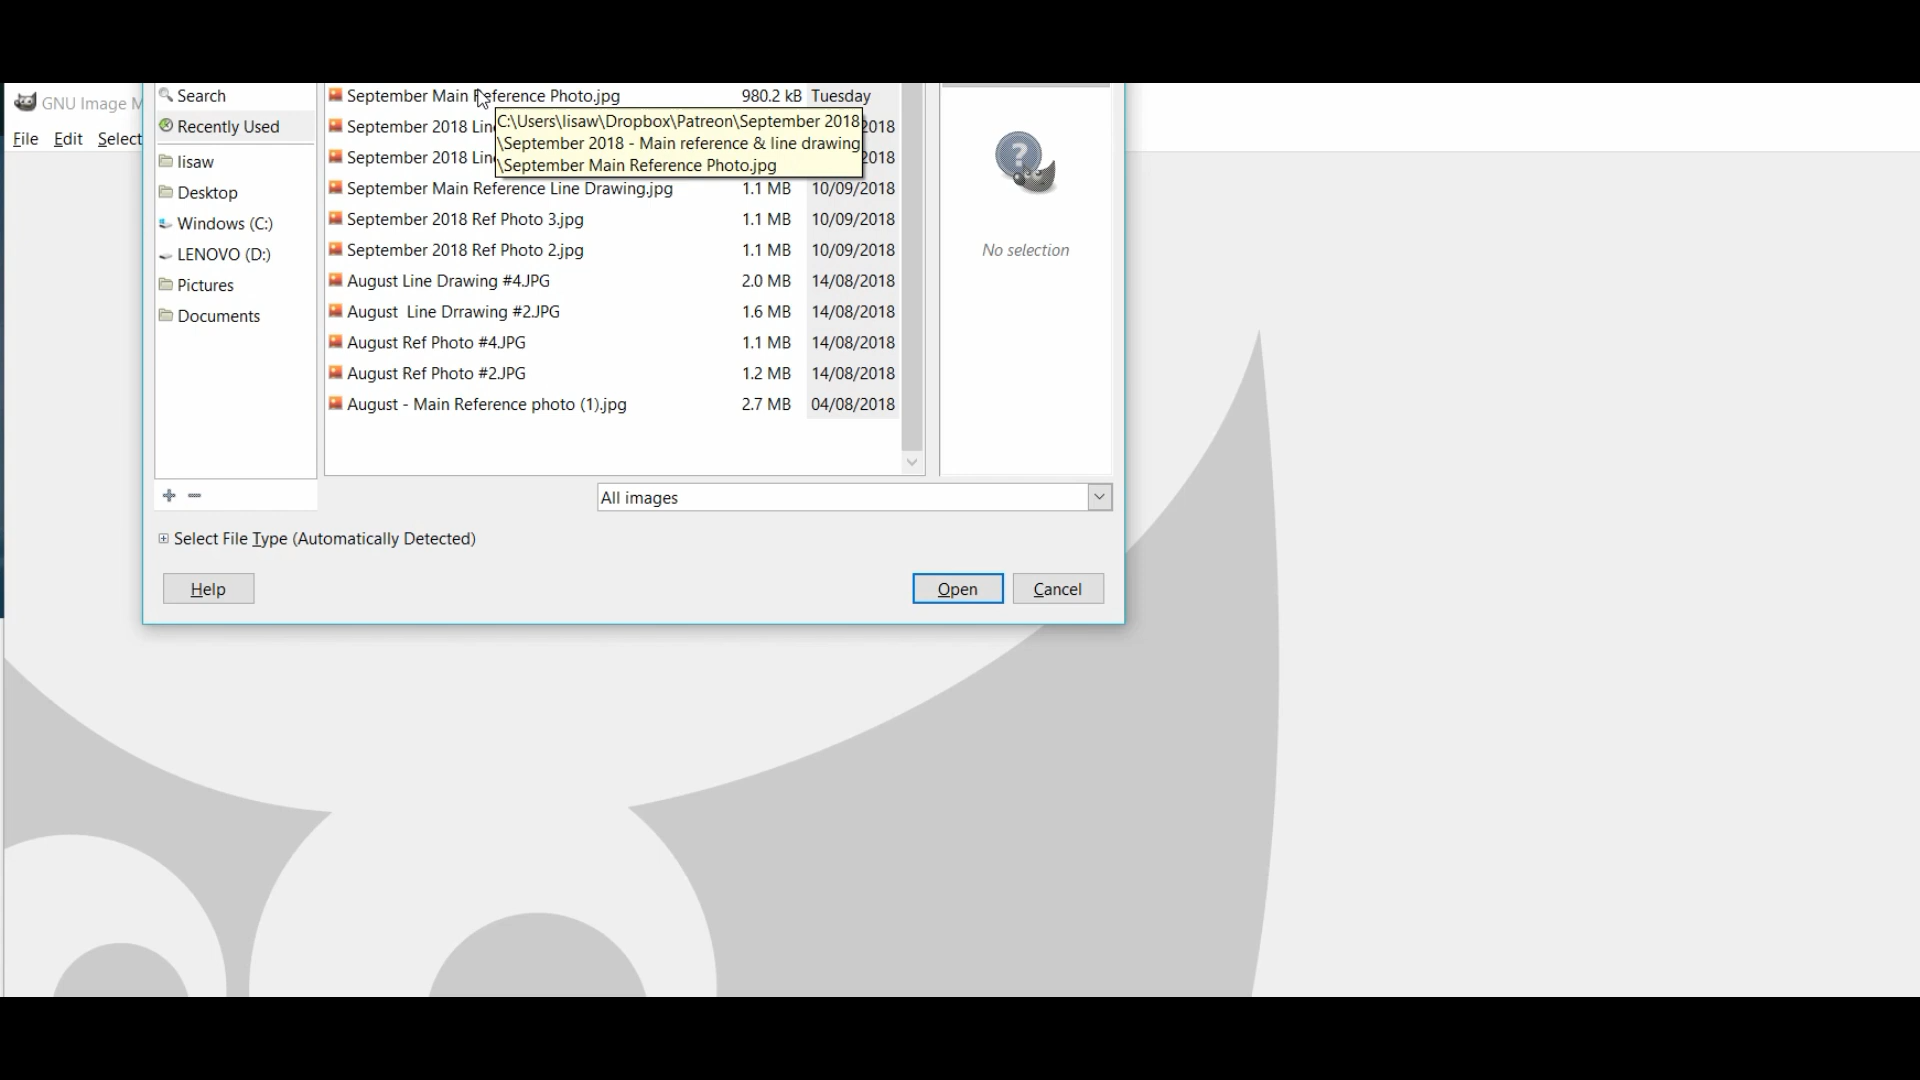 GNU Image M
File Edit Select
Search
Recently Used
lisaw
Desktop
Windows (C:)
LENOVO (D:)
Pictures
Documents
September Main Reference Photo.jpg 980.2 kB Tuesday
September 2018 Lin 2018
September 2018 Lin 2018
C:\Users\lisaw\Dropbox\Patreon\September 2018
\September 2018 - Main reference & line drawing
\September Main Reference Photo.jpg
September Main Reference Line Drawing.jpg 1.1 MB 10/09/2018
September 2018 Ref Photo 3.jpg 1.1 MB 10/09/2018
September 2018 Ref Photo 2.jpg 1.1 MB 10/09/2018
August Line Drawing #4.JPG 2.0 MB 14/08/2018
August  Line Drrawing #2.JPG 1.6 MB 14/08/2018
August Ref Photo #4.JPG 1.1 MB 14/08/2018
August Ref Photo #2.JPG 1.2 MB 14/08/2018
August - Main Reference photo (1).jpg 2.7 MB 04/08/2018
No selection
All images
Select File Type (Automatically Detected)
Help
Open
Cancel